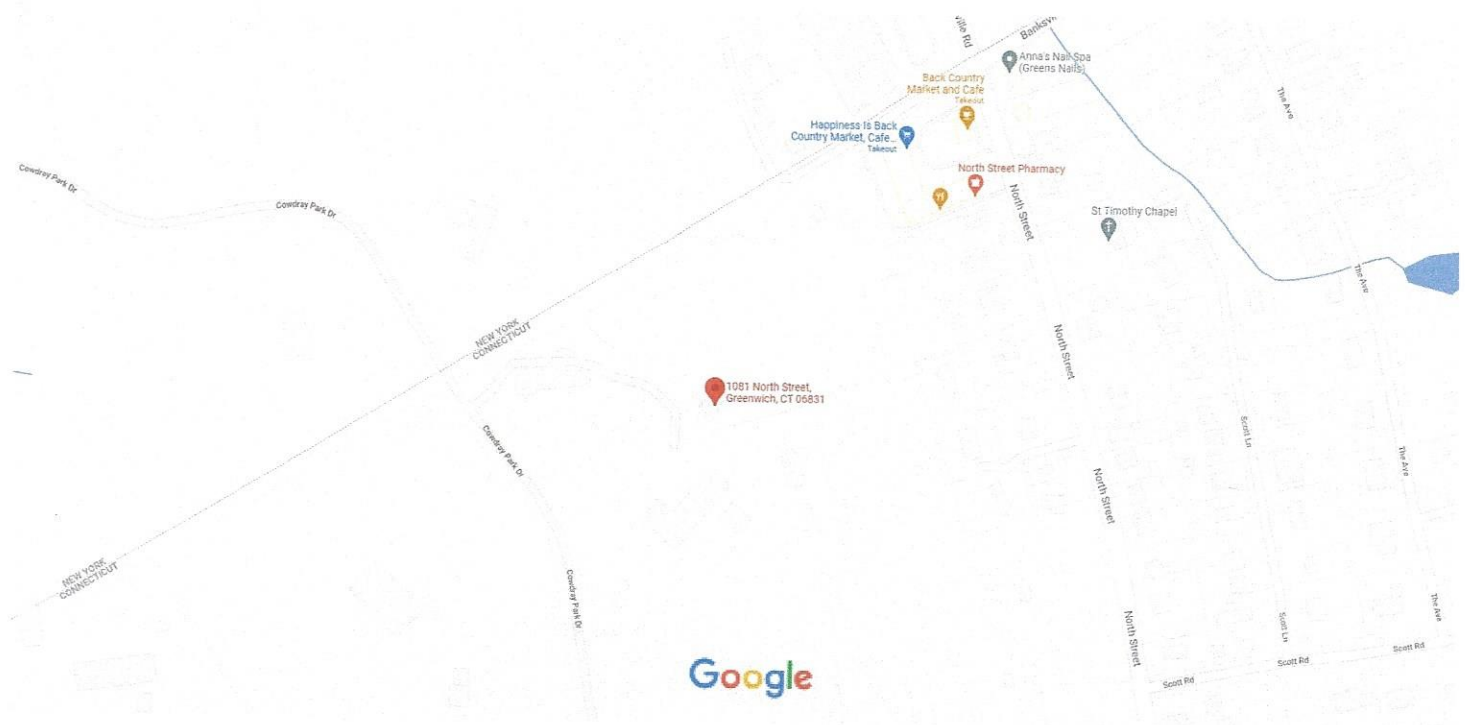 ville Rd
Banksvi
Anna's Nail Spa
(Greens Nails)
Back Country
Market and Cafe
Takeout
The Ave
Happiness Is Back
Country Market, Cafe...
Takeout
North Street Pharmacy
Cowdray Park Dr
Cowdray Park Dr
North Street
St Timothy Chapel
The Ave
NEW YORK
CONNECTICUT
North Street
1081 North Street,
Greenwich, CT 06831
Cowdray Park Dr
Scott Ln
The Ave
North Street
NEW YORK
CONNECTICUT
Cowdray Park Dr
The Ave
Scott Ln
North Street
Scott Rd
Scott Rd
Scott Rd
Google